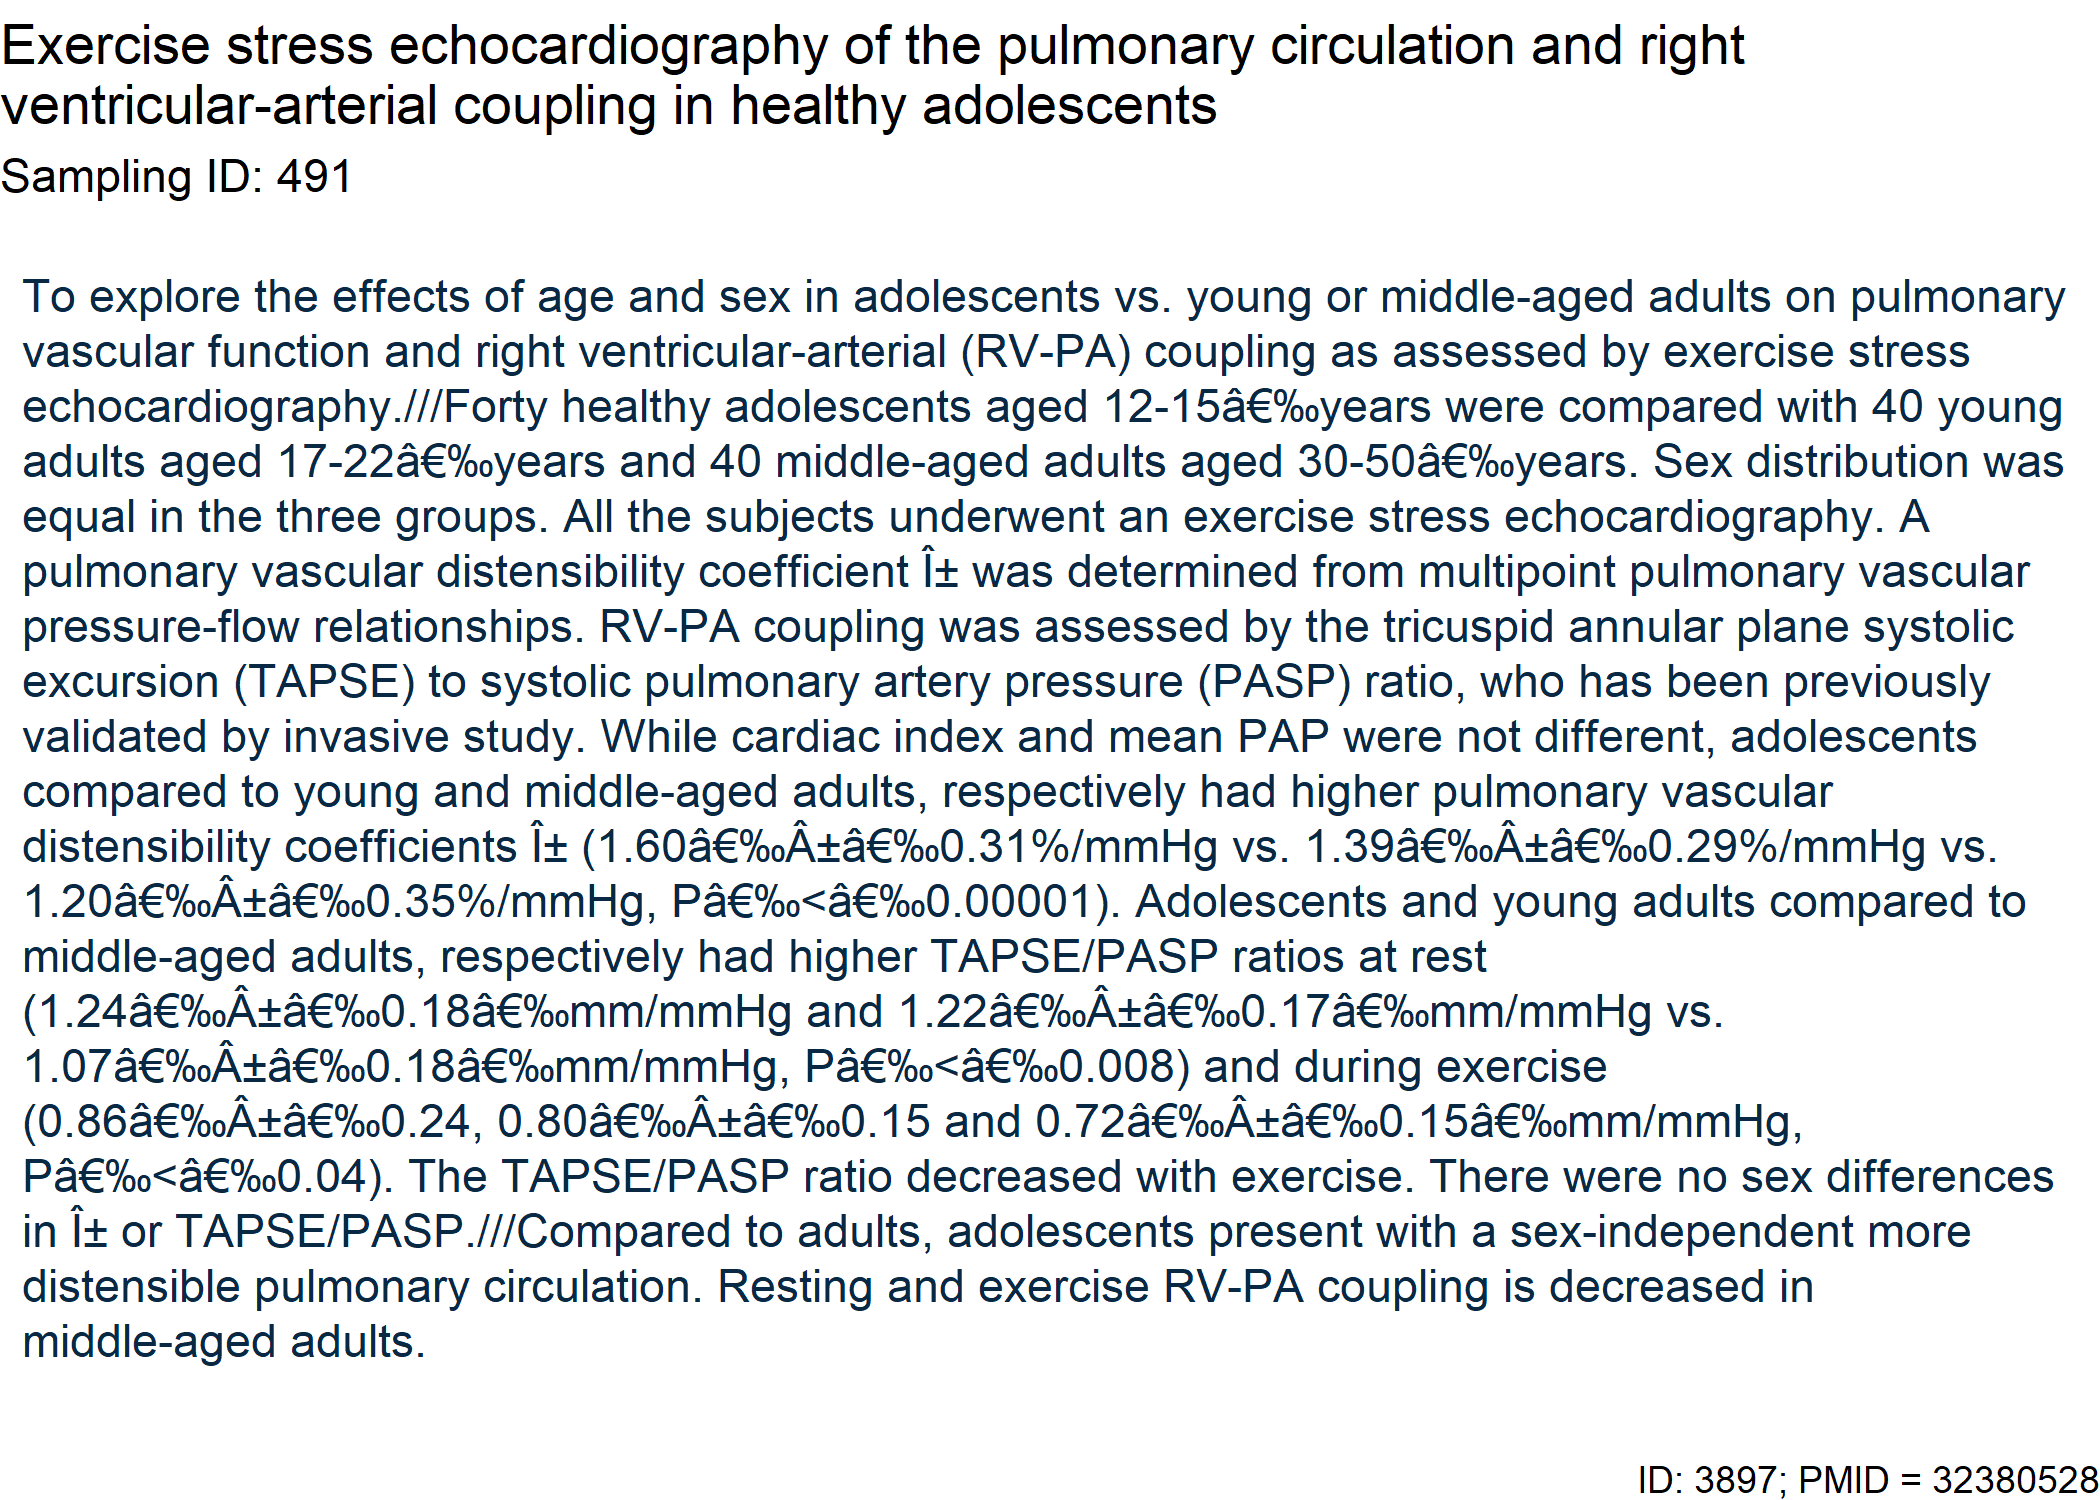 Exercise stress echocardiography of the pulmonary circulation and right
ventricular-arterial coupling in healthy adolescents
Sampling ID: 491
To explore the effects of age and sex in adolescents vs. young or middle-aged adults on pulmonary
vascular function and right ventricular-arterial (RV-PA) coupling as assessed by exercise stress
echocardiography.///Forty healthy adolescents aged 12-15â€‰years were compared with 40 young
adults aged 17-22â€‰years and 40 middle-aged adults aged 30-50â€‰years. Sex distribution was
equal in the three groups. All the subjects underwent an exercise stress echocardiography. A
pulmonary vascular distensibility coefficient Î± was determined from multipoint pulmonary vascular
pressure-flow relationships. RV-PA coupling was assessed by the tricuspid annular plane systolic
excursion (TAPSE) to systolic pulmonary artery pressure (PASP) ratio, who has been previously
validated by invasive study. While cardiac index and mean PAP were not different, adolescents
compared to young and middle-aged adults, respectively had higher pulmonary vascular
distensibility coefficients Î± (1.60â€‰Â±â€‰0.31%/mmHg vs. 1.39â€‰Â±â€‰0.29%/mmHg vs.
1.20â€‰Â±â€‰0.35%/mmHg, Pâ€‰<â€‰0.00001). Adolescents and young adults compared to
middle-aged adults, respectively had higher TAPSE/PASP ratios at rest
(1.24â€‰Â±â€‰0.18â€‰mm/mmHg and 1.22â€‰Â±â€‰0.17â€‰mm/mmHg vs.
1.07â€‰Â±â€‰0.18â€‰mm/mmHg, Pâ€‰<â€‰0.008) and during exercise
(0.86â€‰Â±â€‰0.24, 0.80â€‰Â±â€‰0.15 and 0.72â€‰Â±â€‰0.15â€‰mm/mmHg,
Pâ€‰<â€‰0.04). The TAPSE/PASP ratio decreased with exercise. There were no sex differences
in Î± or TAPSE/PASP.///Compared to adults, adolescents present with a sex-independent more
distensible pulmonary circulation. Resting and exercise RV-PA coupling is decreased in
middle-aged adults.
ID: 3897; PMID = 32380528